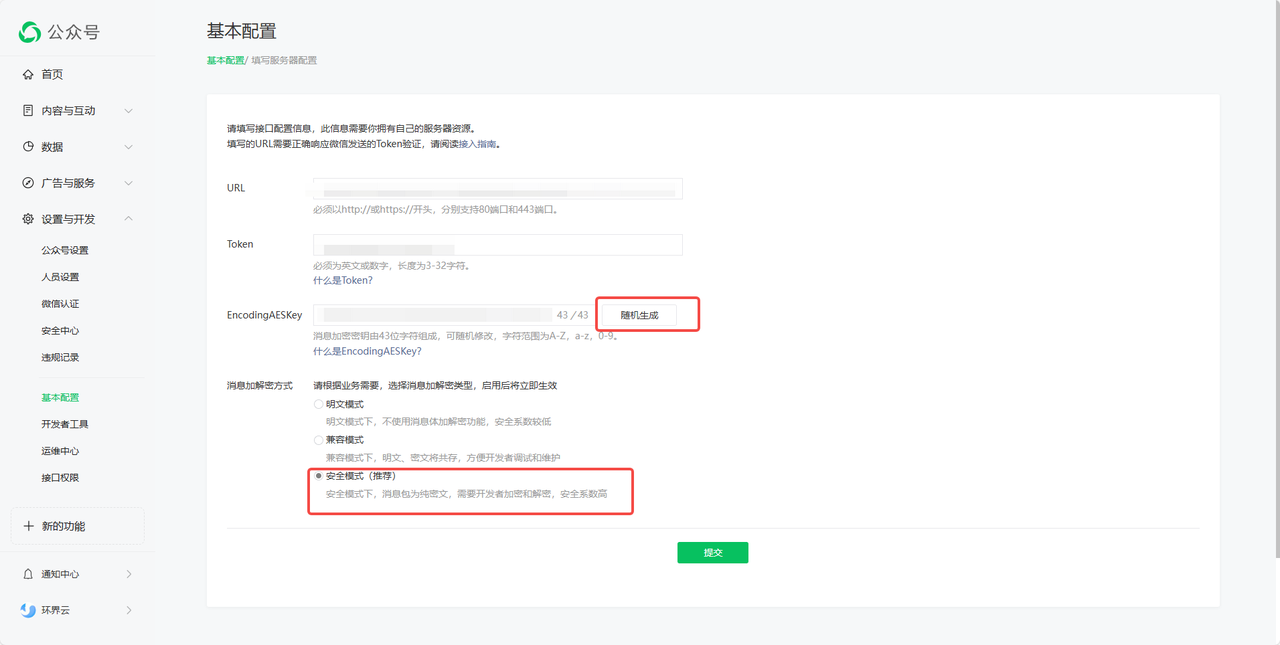 公众号
首页
内容与互动
数据
广告与服务
设置与开发
公众号设置
人员设置
微信认证
安全中心
违规记录
基本配置
开发者工具
运维中心
接口权限
新的功能
通知中心
环界云
基本配置
基本配置/ 填写服务器配置
请填写接口配置信息，此信息需要你拥有自己的服务器资源。
填写的URL需要正确响应微信发送的Token验证，请阅读接入指南。
URL
必须以http://或https://开头，分别支持80端口和443端口。
Token
必须为英文或数字，长度为3-32字符。
什么是Token?
EncodingAESKey
43 / 43
随机生成
消息加密密钥由43位字符组成，可随机修改，字符范围为A-Z，a-z，0-9。
什么是EncodingAESKey?
消息加解密方式
请根据业务需要，选择消息加解密类型，启用后将立即生效
明文模式
明文模式下，不使用消息体加解密功能，安全系数较低
兼容模式
兼容模式下，明文、密文将共存，方便开发者调试和维护
安全模式（推荐）
安全模式下，消息包为纯密文，需要开发者加密和解密，安全系数高
提交